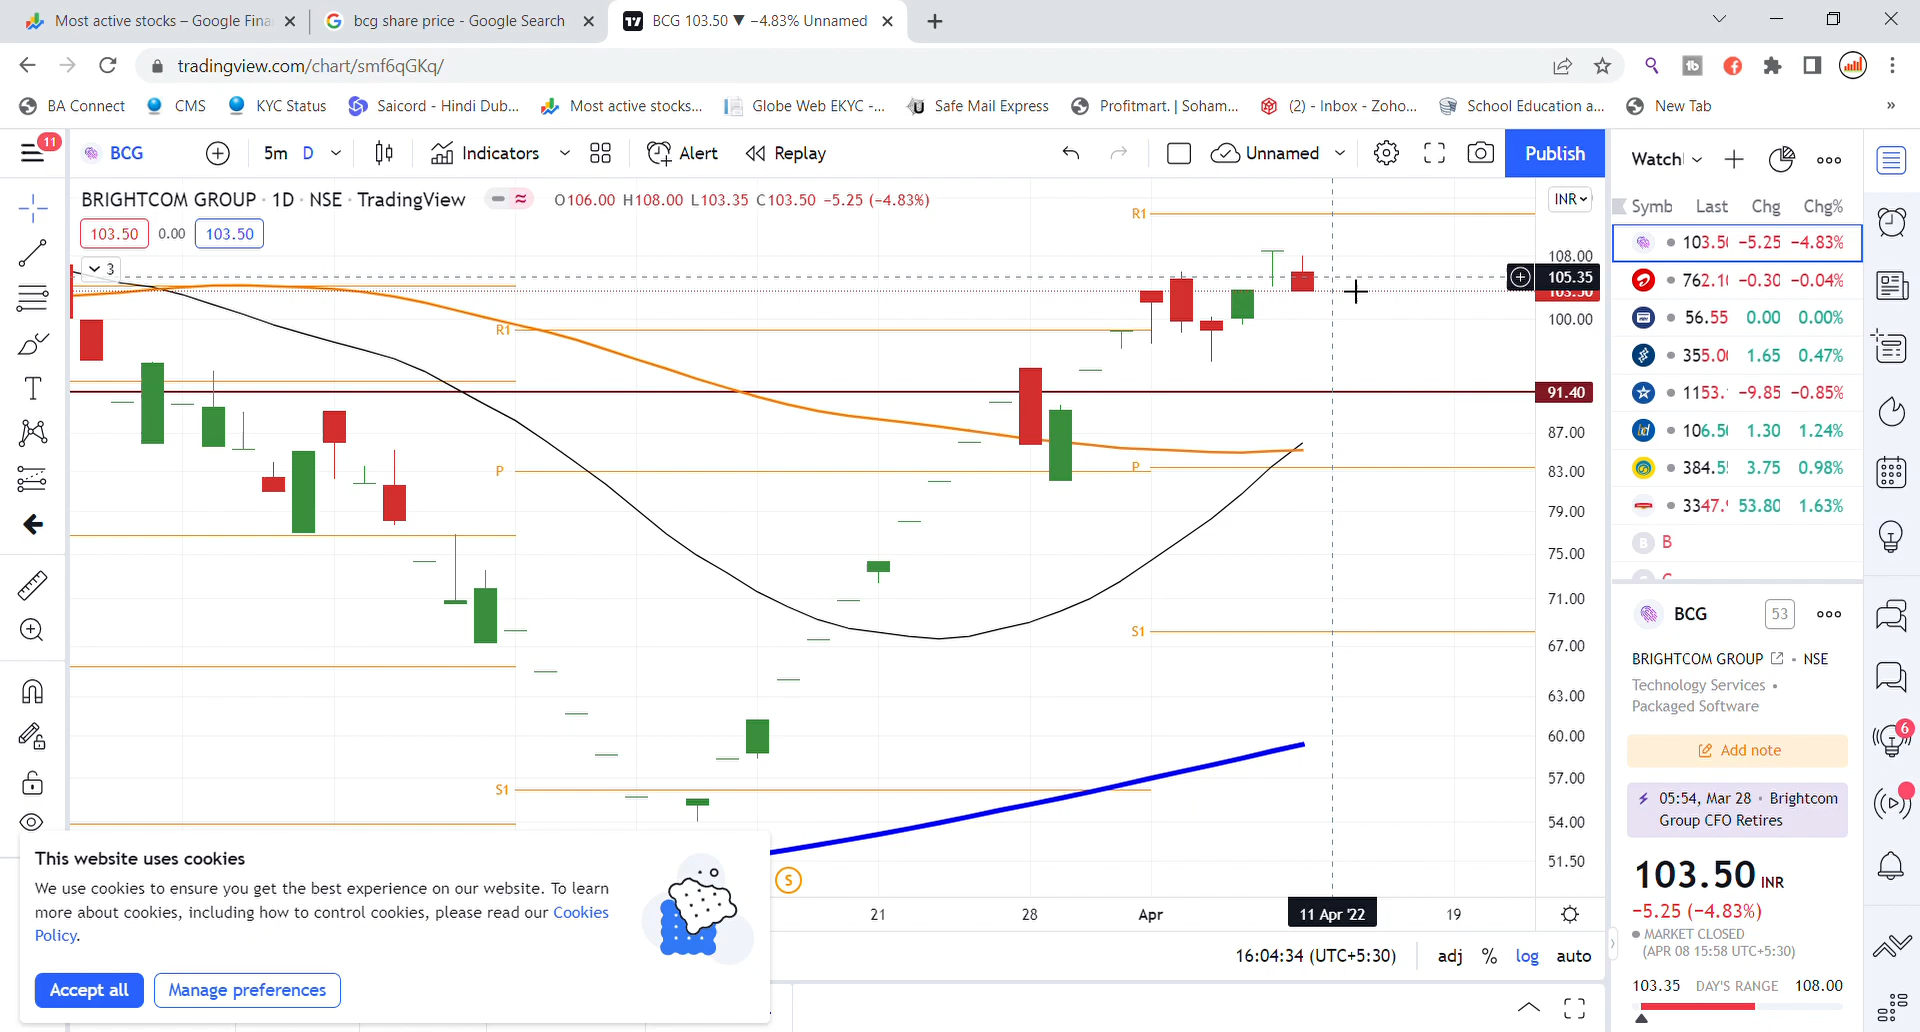 Most active stocks – Google Fina
bcg share price - Google Search
BCG 103.50 ▼ −4.83% Unnamed
tradingview.com/chart/smf6qGKq/
BA Connect
CMS
KYC Status
Saicord - Hindi Dub...
Most active stocks...
Globe Web EKYC -...
Safe Mail Express
Profitmart. | Soham...
(2) - Inbox - Zoho...
School Education a...
New Tab
»
11
BCG
5m
D
Indicators
Alert
Replay
Unnamed
Publish
BRIGHTCOM GROUP · 1D · NSE · TradingView
O106.00 H108.00 L103.35 C103.50 −5.25 (−4.83%)
103.50
0.00
103.50
3
R1
R1
P
P
S1
S1
INR
108.00
105.35
103.50
100.00
91.40
87.00
83.00
79.00
75.00
71.00
67.00
63.00
60.00
57.00
54.00
51.50
S
21
28
Apr
11 Apr '22
19
16:04:34 (UTC+5:30)
adj
%
log
auto
This website uses cookies
We use cookies to ensure you get the best experience on our website. To learn
more about cookies, including how to control cookies, please read our Cookies
Policy.
Accept all
Manage preferences
Watchl
Symb Last Chg Chg%
103.50 −5.25 −4.83%
762.10 −0.30 −0.04%
56.55 0.00 0.00%
355.00 1.65 0.47%
1153. −9.85 −0.85%
106.50 1.30 1.24%
384.55 3.75 0.98%
3347. 53.80 1.63%
B B
BCG
53
BRIGHTCOM GROUP • NSE
Technology Services •
Packaged Software
Add note
05:54, Mar 28 • Brightcom
Group CFO Retires
103.50 INR
−5.25 (−4.83%)
MARKET CLOSED
(APR 08 15:58 UTC+5:30)
103.35 DAY'S RANGE 108.00
6